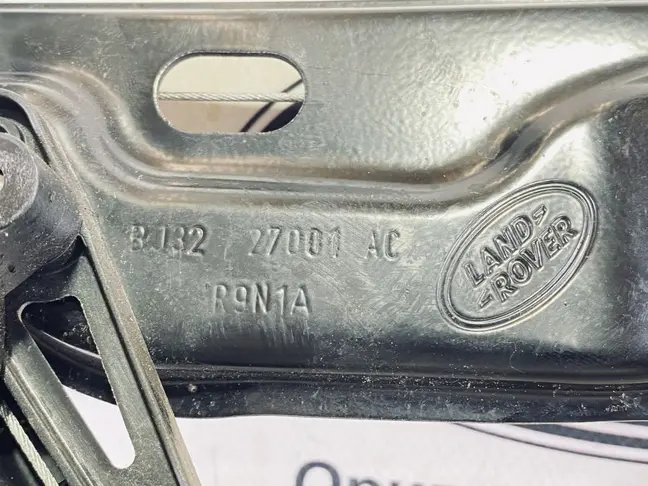 BJ32 27001 AC
R9N1A
LAND
ROVER